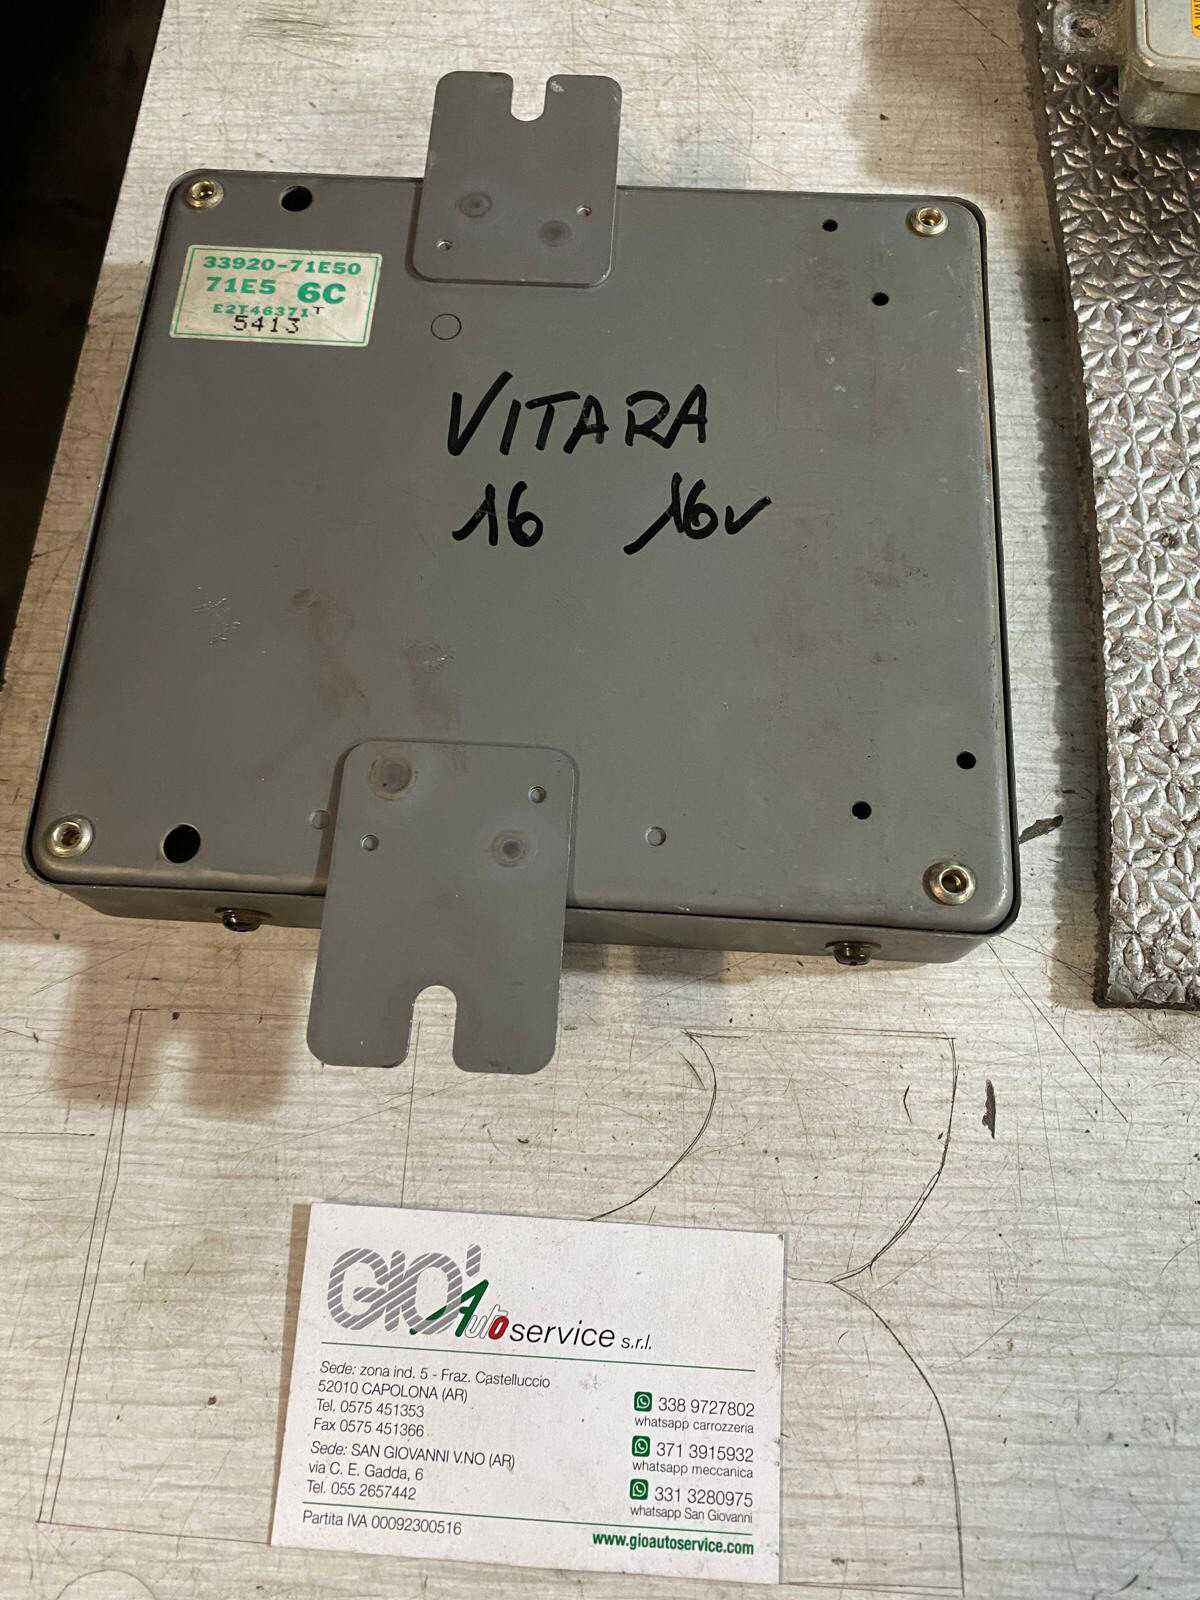 33920-71E50
71E5 6C
E2T46371T
5413
VITARA
16 16v
GIO' Auto service s.r.l.
Sede: zona ind. 5 - Fraz. Castelluccio
52010 CAPOLONA (AR)
Tel. 0575 451353
Fax 0575 451366
Sede: SAN GIOVANNI V.NO (AR)
via C. E. Gadda, 6
Tel. 055 2657442
Partita IVA 00092300516
338 9727802
whatsapp carrozzeria
371 3915932
whatsapp meccanica
331 3280975
whatsapp San Giovanni
www.gioautoservice.com